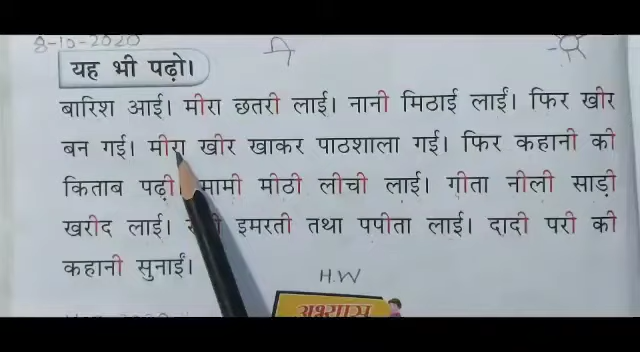 8-10-2020
यह भी पढ़ो।
बारिश आई। मीरा छतरी लाई। नानी मिठाई लाईं। फिर खीर
बन गई। मीरा खीर खाकर पाठशाला गई। फिर कहानी की
किताब पढ़ी। मामी मीठी लीची लाई। गीता नीली साड़ी
खरीद लाई। इमरती तथा पपीता लाई। दादी परी की
कहानी सुनाईं।
H.W
अभ्यास